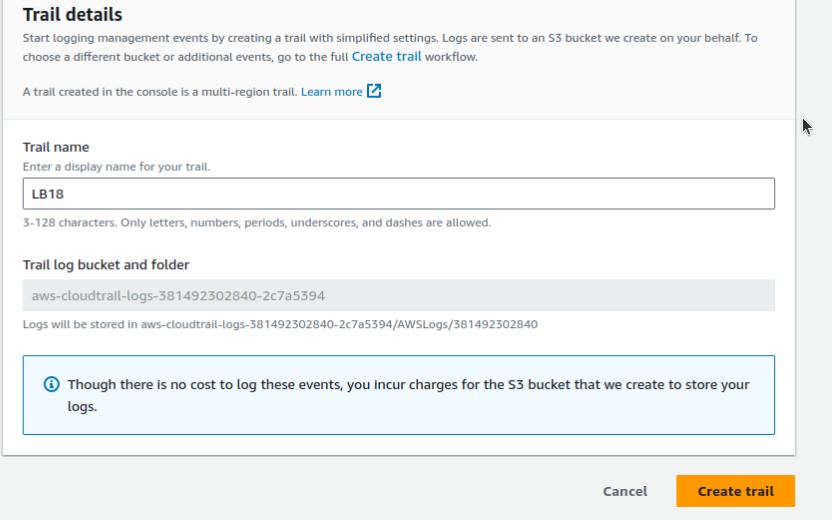 Trail details
Start logging management events by creating a trail with simplified settings. Logs are sent to an S3 bucket we create on your behalf. To
choose a different bucket or additional events, go to the full Create trail workflow.
A trail created in the console is a multi-region trail. Learn more
Trail name
Enter a display name for your trail.
LB18
3-128 characters. Only letters, numbers, periods, underscores, and dashes are allowed.
Trail log bucket and folder
aws-cloudtrail-logs-381492302840-2c7a5394
Logs will be stored in aws-cloudtrail-logs-381492302840-2c7a5394/AWSLogs/381492302840
Though there is no cost to log these events, you incur charges for the S3 bucket that we create to store your
logs.
Cancel
Create trail